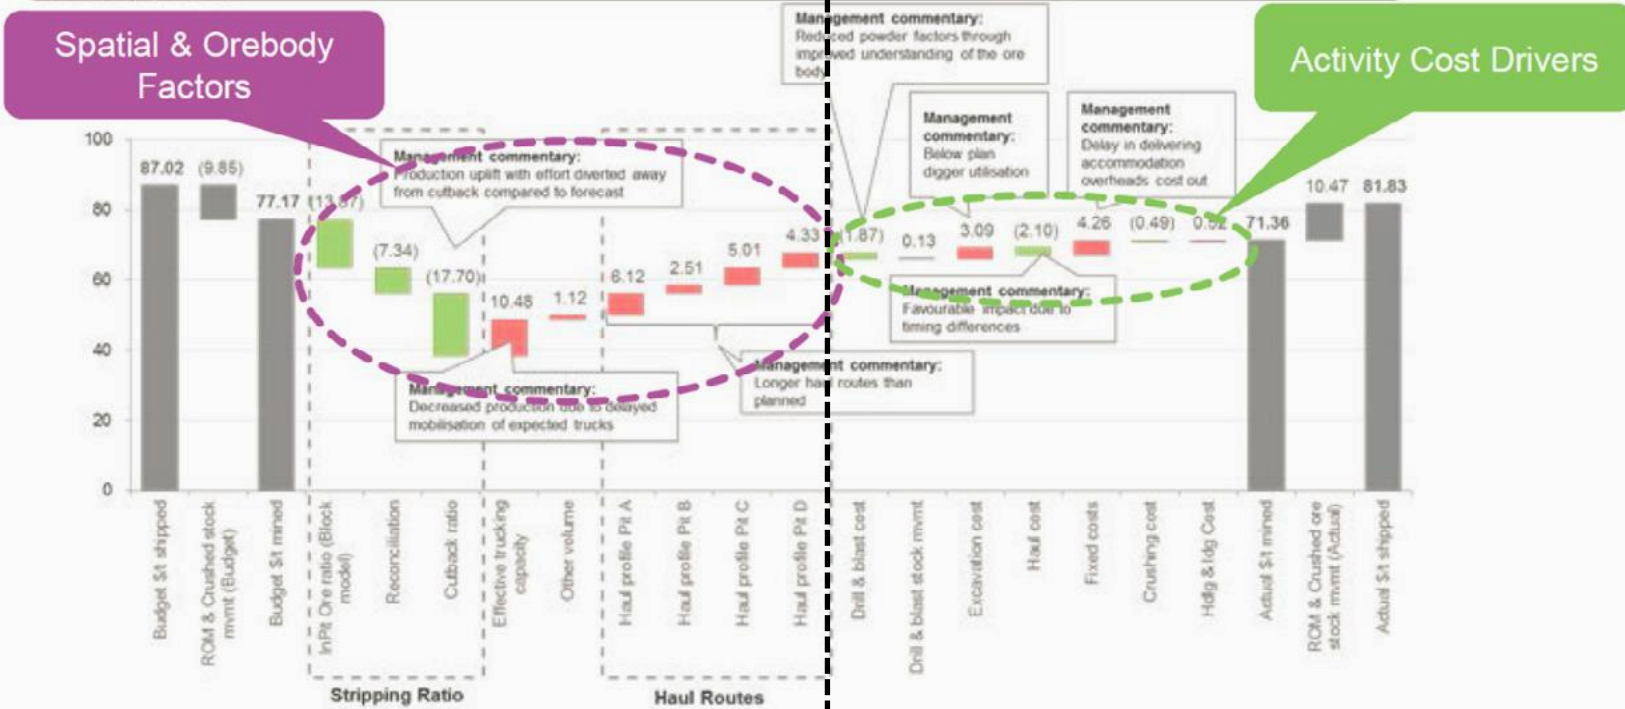 Spatial & Orebody
Factors
Activity Cost Drivers
Management commentary:
Reduced powder factors through
improved understanding of the ore
body
Management
commentary:
Below plan
digger utilisation
Management
commentary:
Delay in delivering
accommodation
overheads cost out
Management commentary:
Production uplift with effort diverted away
from cutback compared to forecast
Management commentary:
Favourable impact due to
timing differences
Management commentary:
Longer haul routes than
planned
Management commentary:
Decreased production due to delayed
mobilisation of expected trucks
100
80
60
40
20
0
87.02
(9.85)
77.17
(13.87)
(7.34)
(17.70)
10.48
1.12
6.12
2.51
5.01
4.33
(1.87)
0.13
3.09
(2.10)
4.26
(0.49)
0.52
71.36
10.47
81.83
Budget $1 shipped
ROM & Crushed stock
mvmt (Budget)
Budget $1 mined
InPit Ore ratio (Block
model)
Reconciliation
Cutback ratio
Effective trucking
capacity
Other volume
Haul profile Pit A
Haul profile Pit B
Haul profile Pit C
Haul profile Pit D
Drill & blast cost
Drill & blast stock mvmt
Excavation cost
Haul cost
Fixed costs
Crushing cost
Hdlg & ldg Cost
Actual $1 mined
ROM & Crushed ore
stock mvmt (Actual)
Actual $1 shipped
Stripping Ratio
Haul Routes